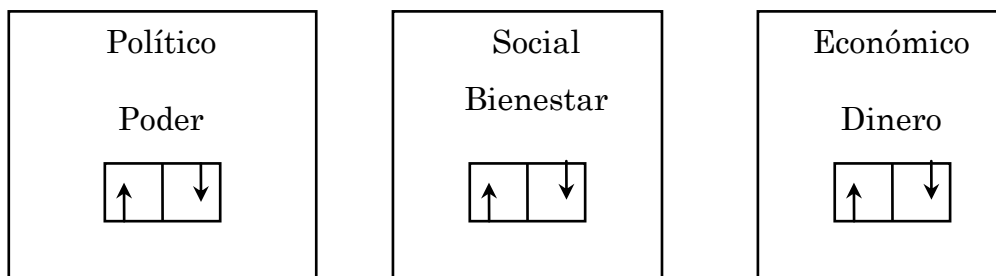 Político
Poder
Social
Bienestar
Económico
Dinero